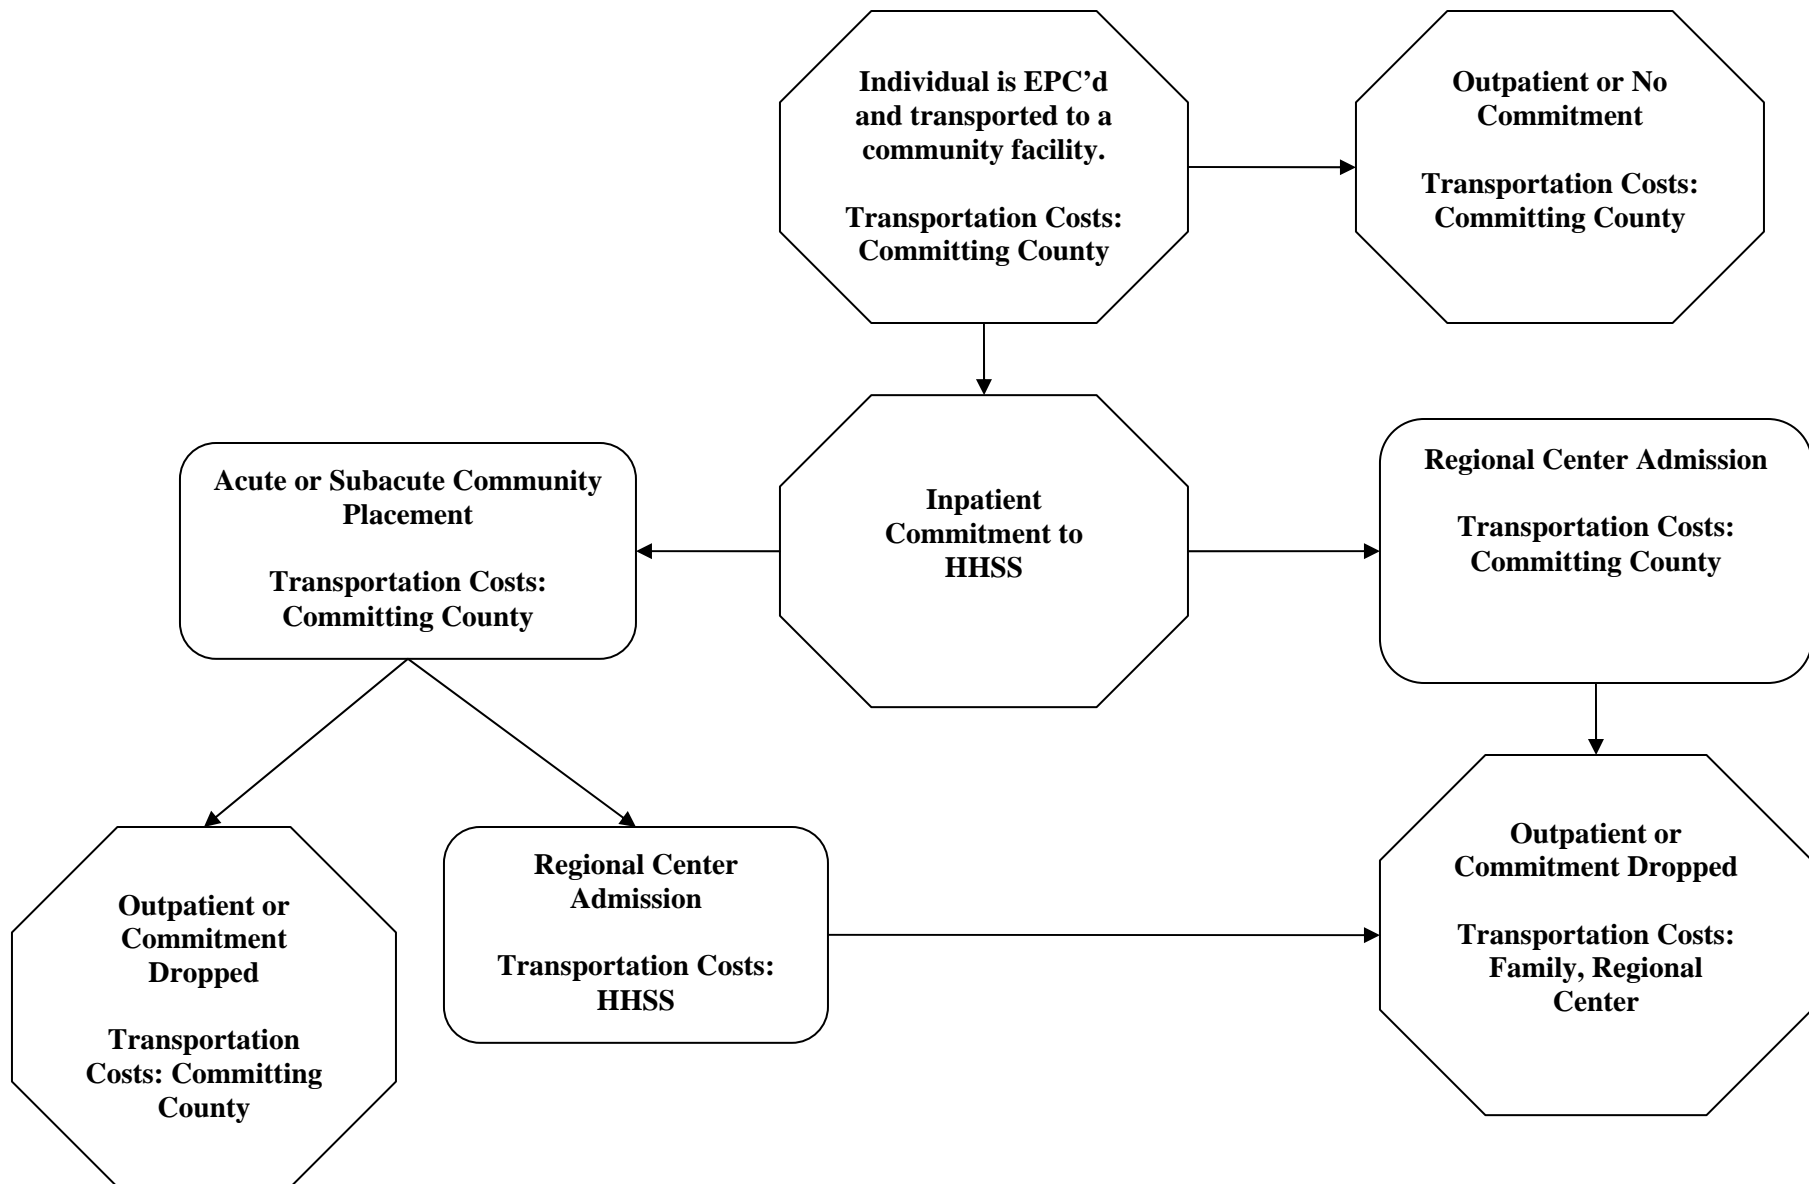 Individual is EPC’d
and transported to a
community facility.
Transportation Costs:
Committing County
Outpatient or No
Commitment
Transportation Costs:
Committing County
Acute or Subacute Community
Placement
Transportation Costs:
Committing County
Inpatient
Commitment to
HHSS
Regional Center Admission
Transportation Costs:
Committing County
Outpatient or
Commitment
Dropped
Transportation
Costs: Committing
County
Regional Center
Admission
Transportation Costs:
HHSS
Outpatient or
Commitment Dropped
Transportation Costs:
Family, Regional
Center